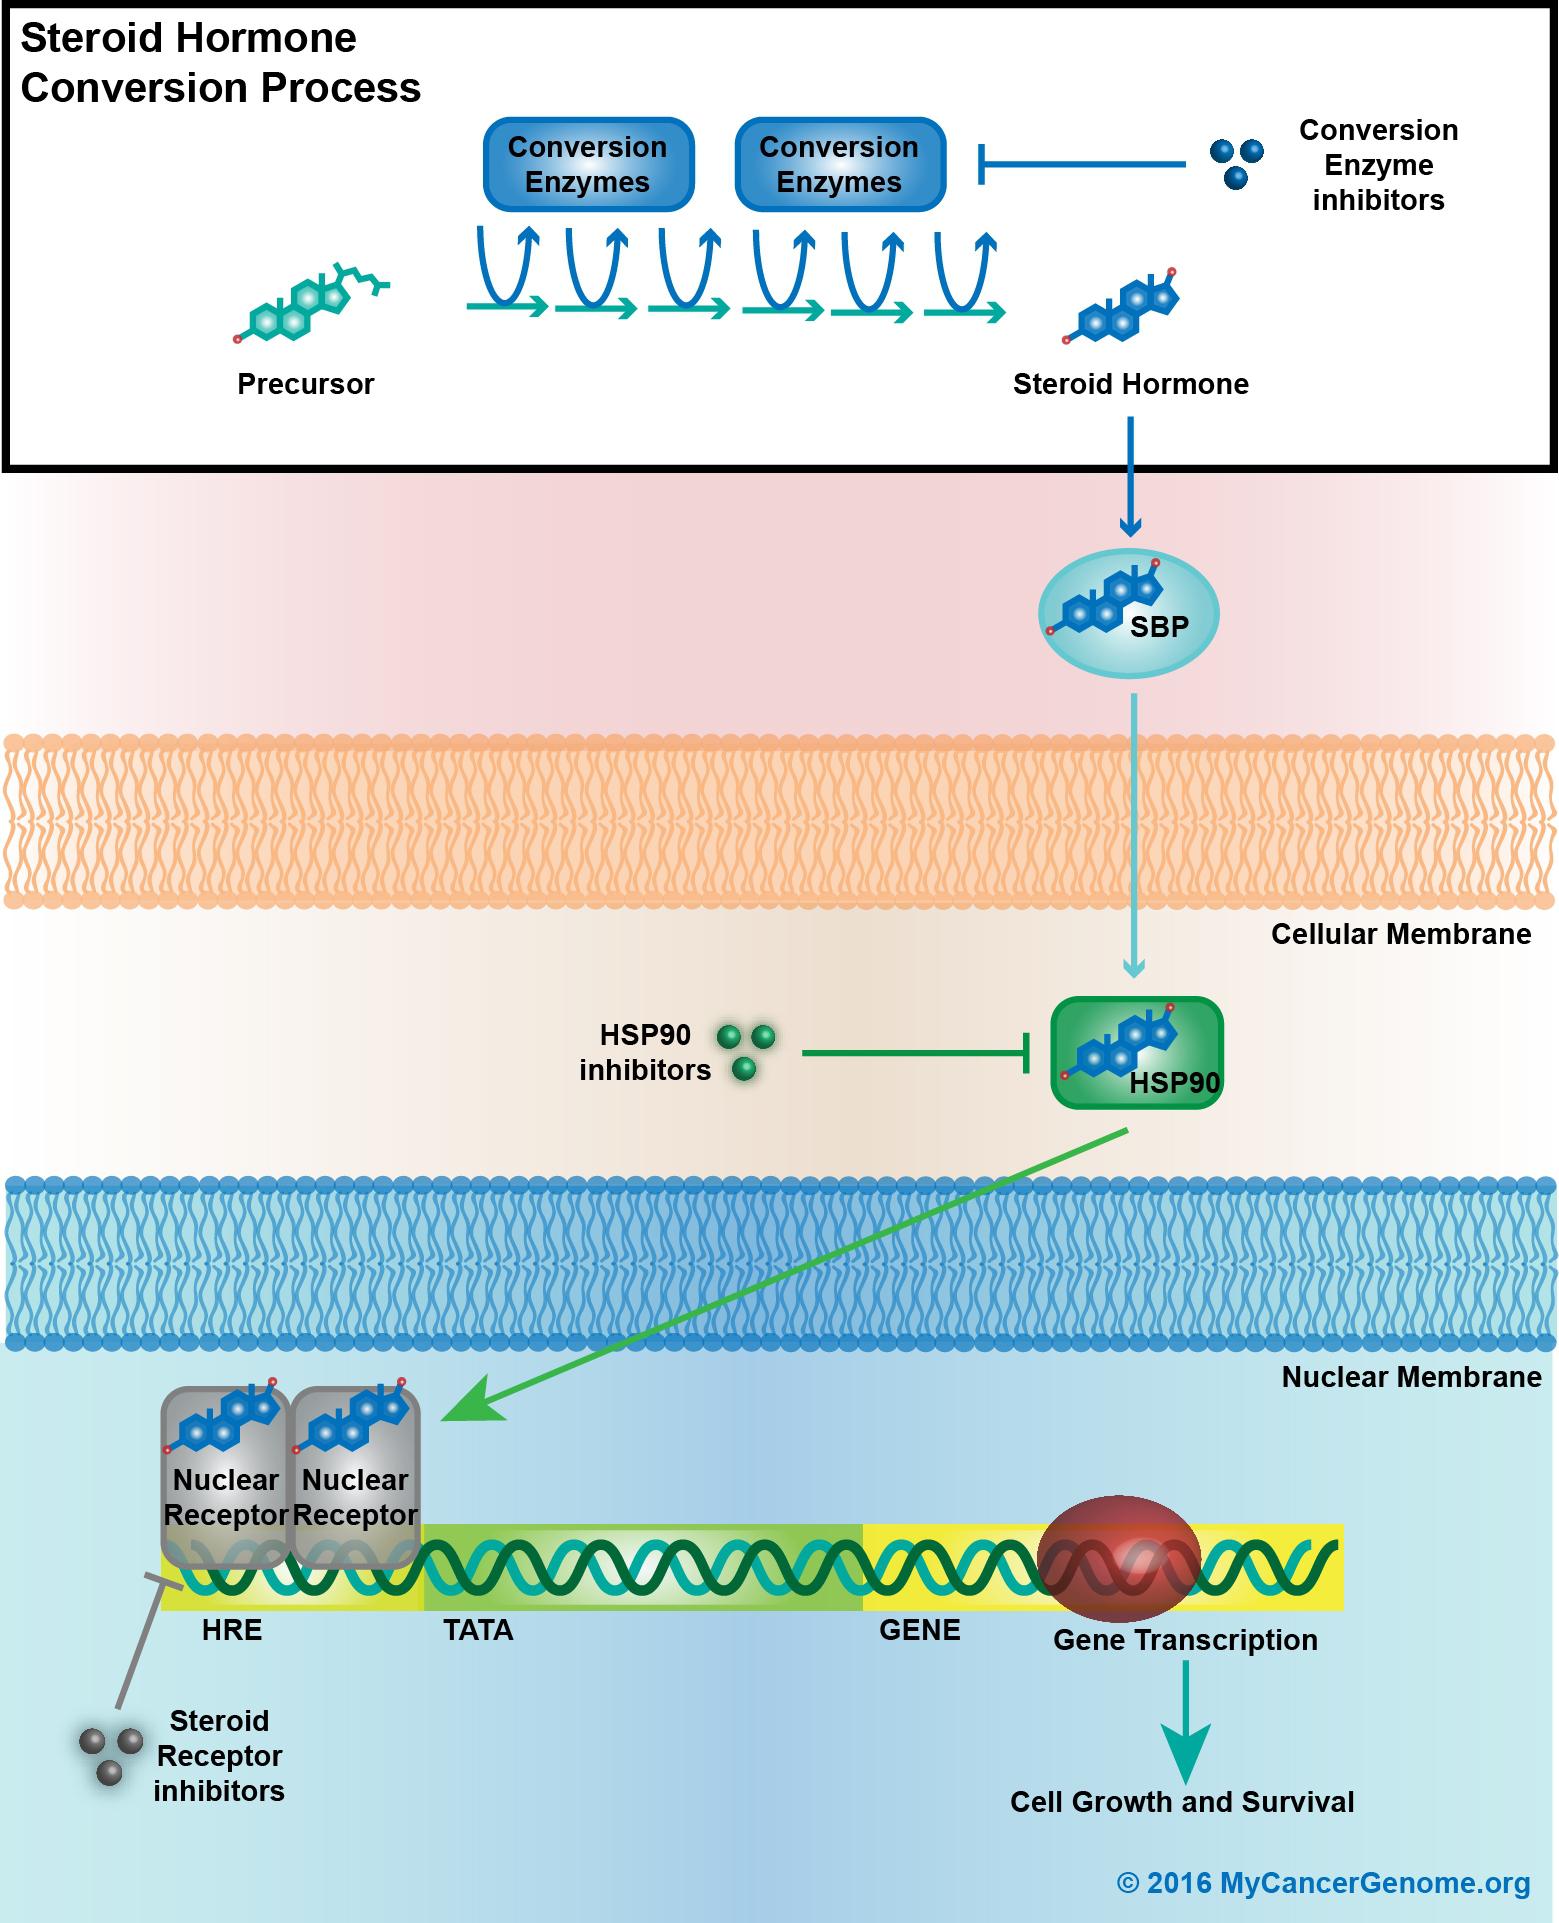 Steroid Hormone
Conversion Process
Conversion
Enzymes
Conversion
Enzymes
Conversion
Enzyme
inhibitors
Precursor
Steroid Hormone
SBP
Cellular Membrane
HSP90
inhibitors
HSP90
Nuclear Membrane
Nuclear
Receptor
Nuclear
Receptor
HRE
TATA
GENE
Gene Transcription
Steroid
Receptor
inhibitors
Cell Growth and Survival
© 2016 MyCancerGenome.org